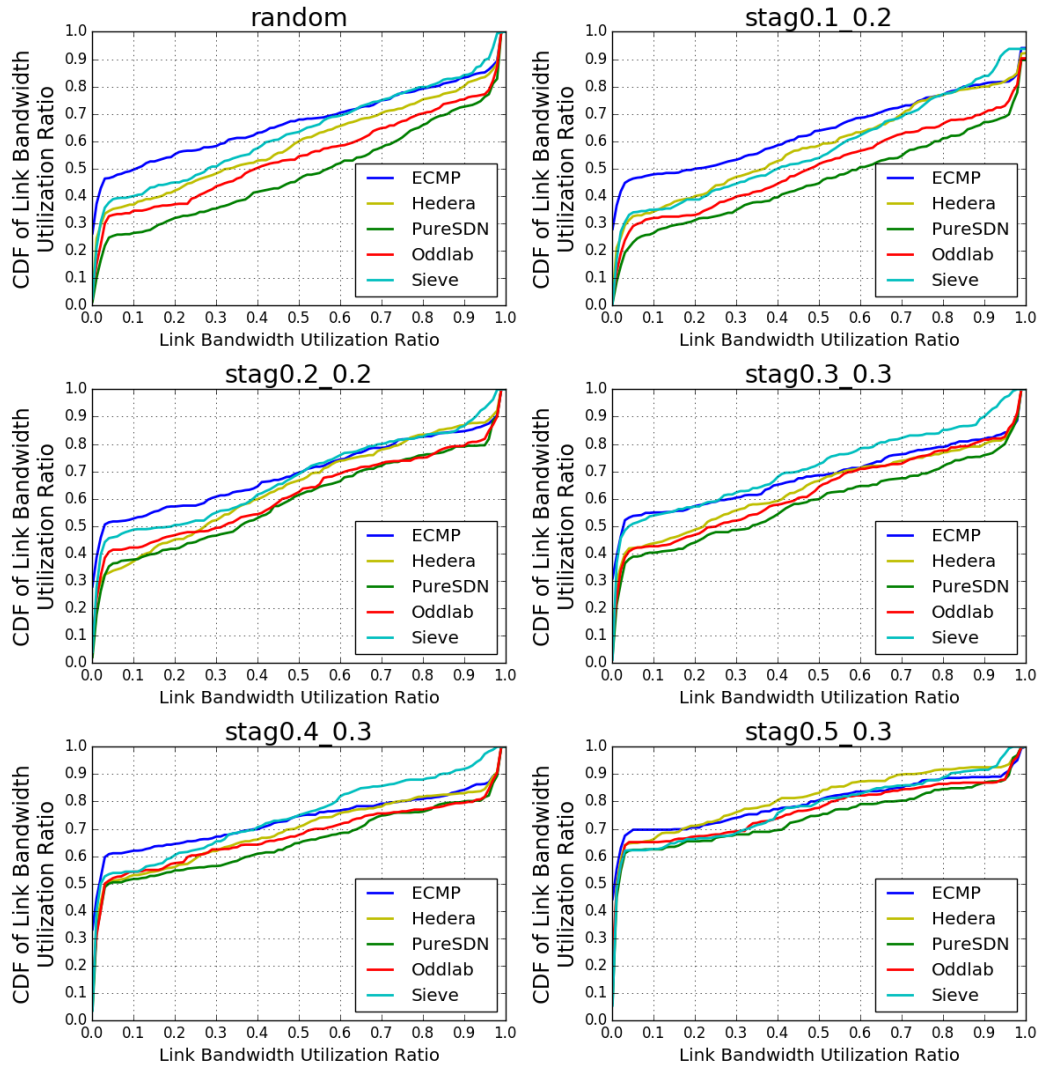 random
CDF of Link Bandwidth
Utilization Ratio
1.0
0.9
0.8
0.7
0.6
0.5
0.4
0.3
0.2
0.1
0.0
ECMP
Hedera
PureSDN
Oddlab
Sieve
0.0 0.1 0.2 0.3 0.4 0.5 0.6 0.7 0.8 0.9 1.0
Link Bandwidth Utilization Ratio
stag0.1_0.2
CDF of Link Bandwidth
Utilization Ratio
1.0
0.9
0.8
0.7
0.6
0.5
0.4
0.3
0.2
0.1
0.0
ECMP
Hedera
PureSDN
Oddlab
Sieve
0.0 0.1 0.2 0.3 0.4 0.5 0.6 0.7 0.8 0.9 1.0
Link Bandwidth Utilization Ratio
stag0.2_0.2
CDF of Link Bandwidth
Utilization Ratio
1.0
0.9
0.8
0.7
0.6
0.5
0.4
0.3
0.2
0.1
0.0
ECMP
Hedera
PureSDN
Oddlab
Sieve
0.0 0.1 0.2 0.3 0.4 0.5 0.6 0.7 0.8 0.9 1.0
Link Bandwidth Utilization Ratio
stag0.3_0.3
CDF of Link Bandwidth
Utilization Ratio
1.0
0.9
0.8
0.7
0.6
0.5
0.4
0.3
0.2
0.1
0.0
ECMP
Hedera
PureSDN
Oddlab
Sieve
0.0 0.1 0.2 0.3 0.4 0.5 0.6 0.7 0.8 0.9 1.0
Link Bandwidth Utilization Ratio
stag0.4_0.3
CDF of Link Bandwidth
Utilization Ratio
1.0
0.9
0.8
0.7
0.6
0.5
0.4
0.3
0.2
0.1
0.0
ECMP
Hedera
PureSDN
Oddlab
Sieve
0.0 0.1 0.2 0.3 0.4 0.5 0.6 0.7 0.8 0.9 1.0
Link Bandwidth Utilization Ratio
stag0.5_0.3
CDF of Link Bandwidth
Utilization Ratio
1.0
0.9
0.8
0.7
0.6
0.5
0.4
0.3
0.2
0.1
0.0
ECMP
Hedera
PureSDN
Oddlab
Sieve
0.0 0.1 0.2 0.3 0.4 0.5 0.6 0.7 0.8 0.9 1.0
Link Bandwidth Utilization Ratio